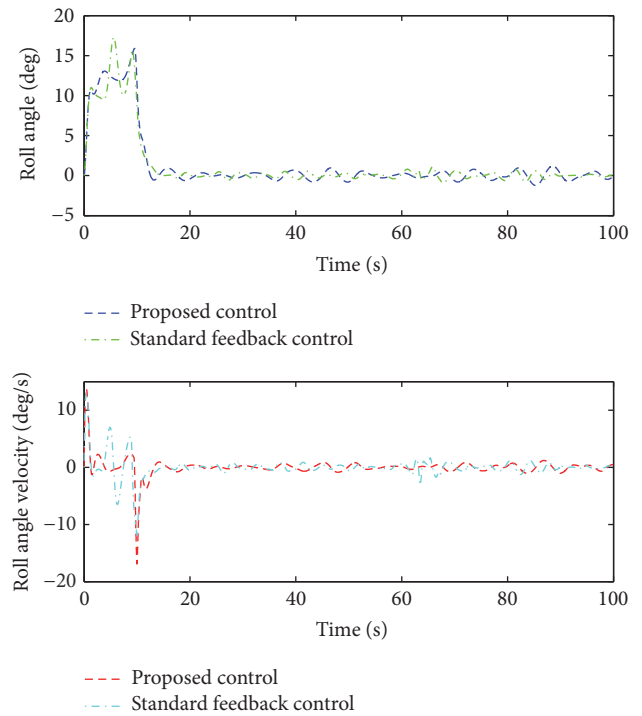 Roll angle (deg)
20
15
10
5
0
−5
0
20
40
60
80
100
Time (s)
Proposed control
Standard feedback control
Roll angle velocity (deg/s)
10
0
−10
−20
0
20
40
60
80
100
Time (s)
Proposed control
Standard feedback control